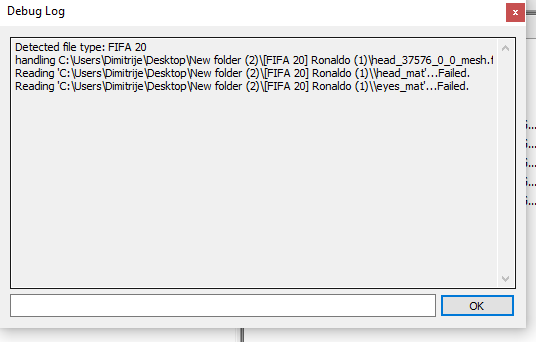 Debug Log
x
Detected file type: FIFA 20
handling C:\Users\Dimitrije\Desktop\New folder (2)\[FIFA 20] Ronaldo (1)\head_37576_0_0_mesh.f
Reading 'C:\Users\Dimitrije\Desktop\New folder (2)\[FIFA 20] Ronaldo (1)\\head_mat'...Failed.
Reading 'C:\Users\Dimitrije\Desktop\New folder (2)\[FIFA 20] Ronaldo (1)\\eyes_mat'...Failed.
OK